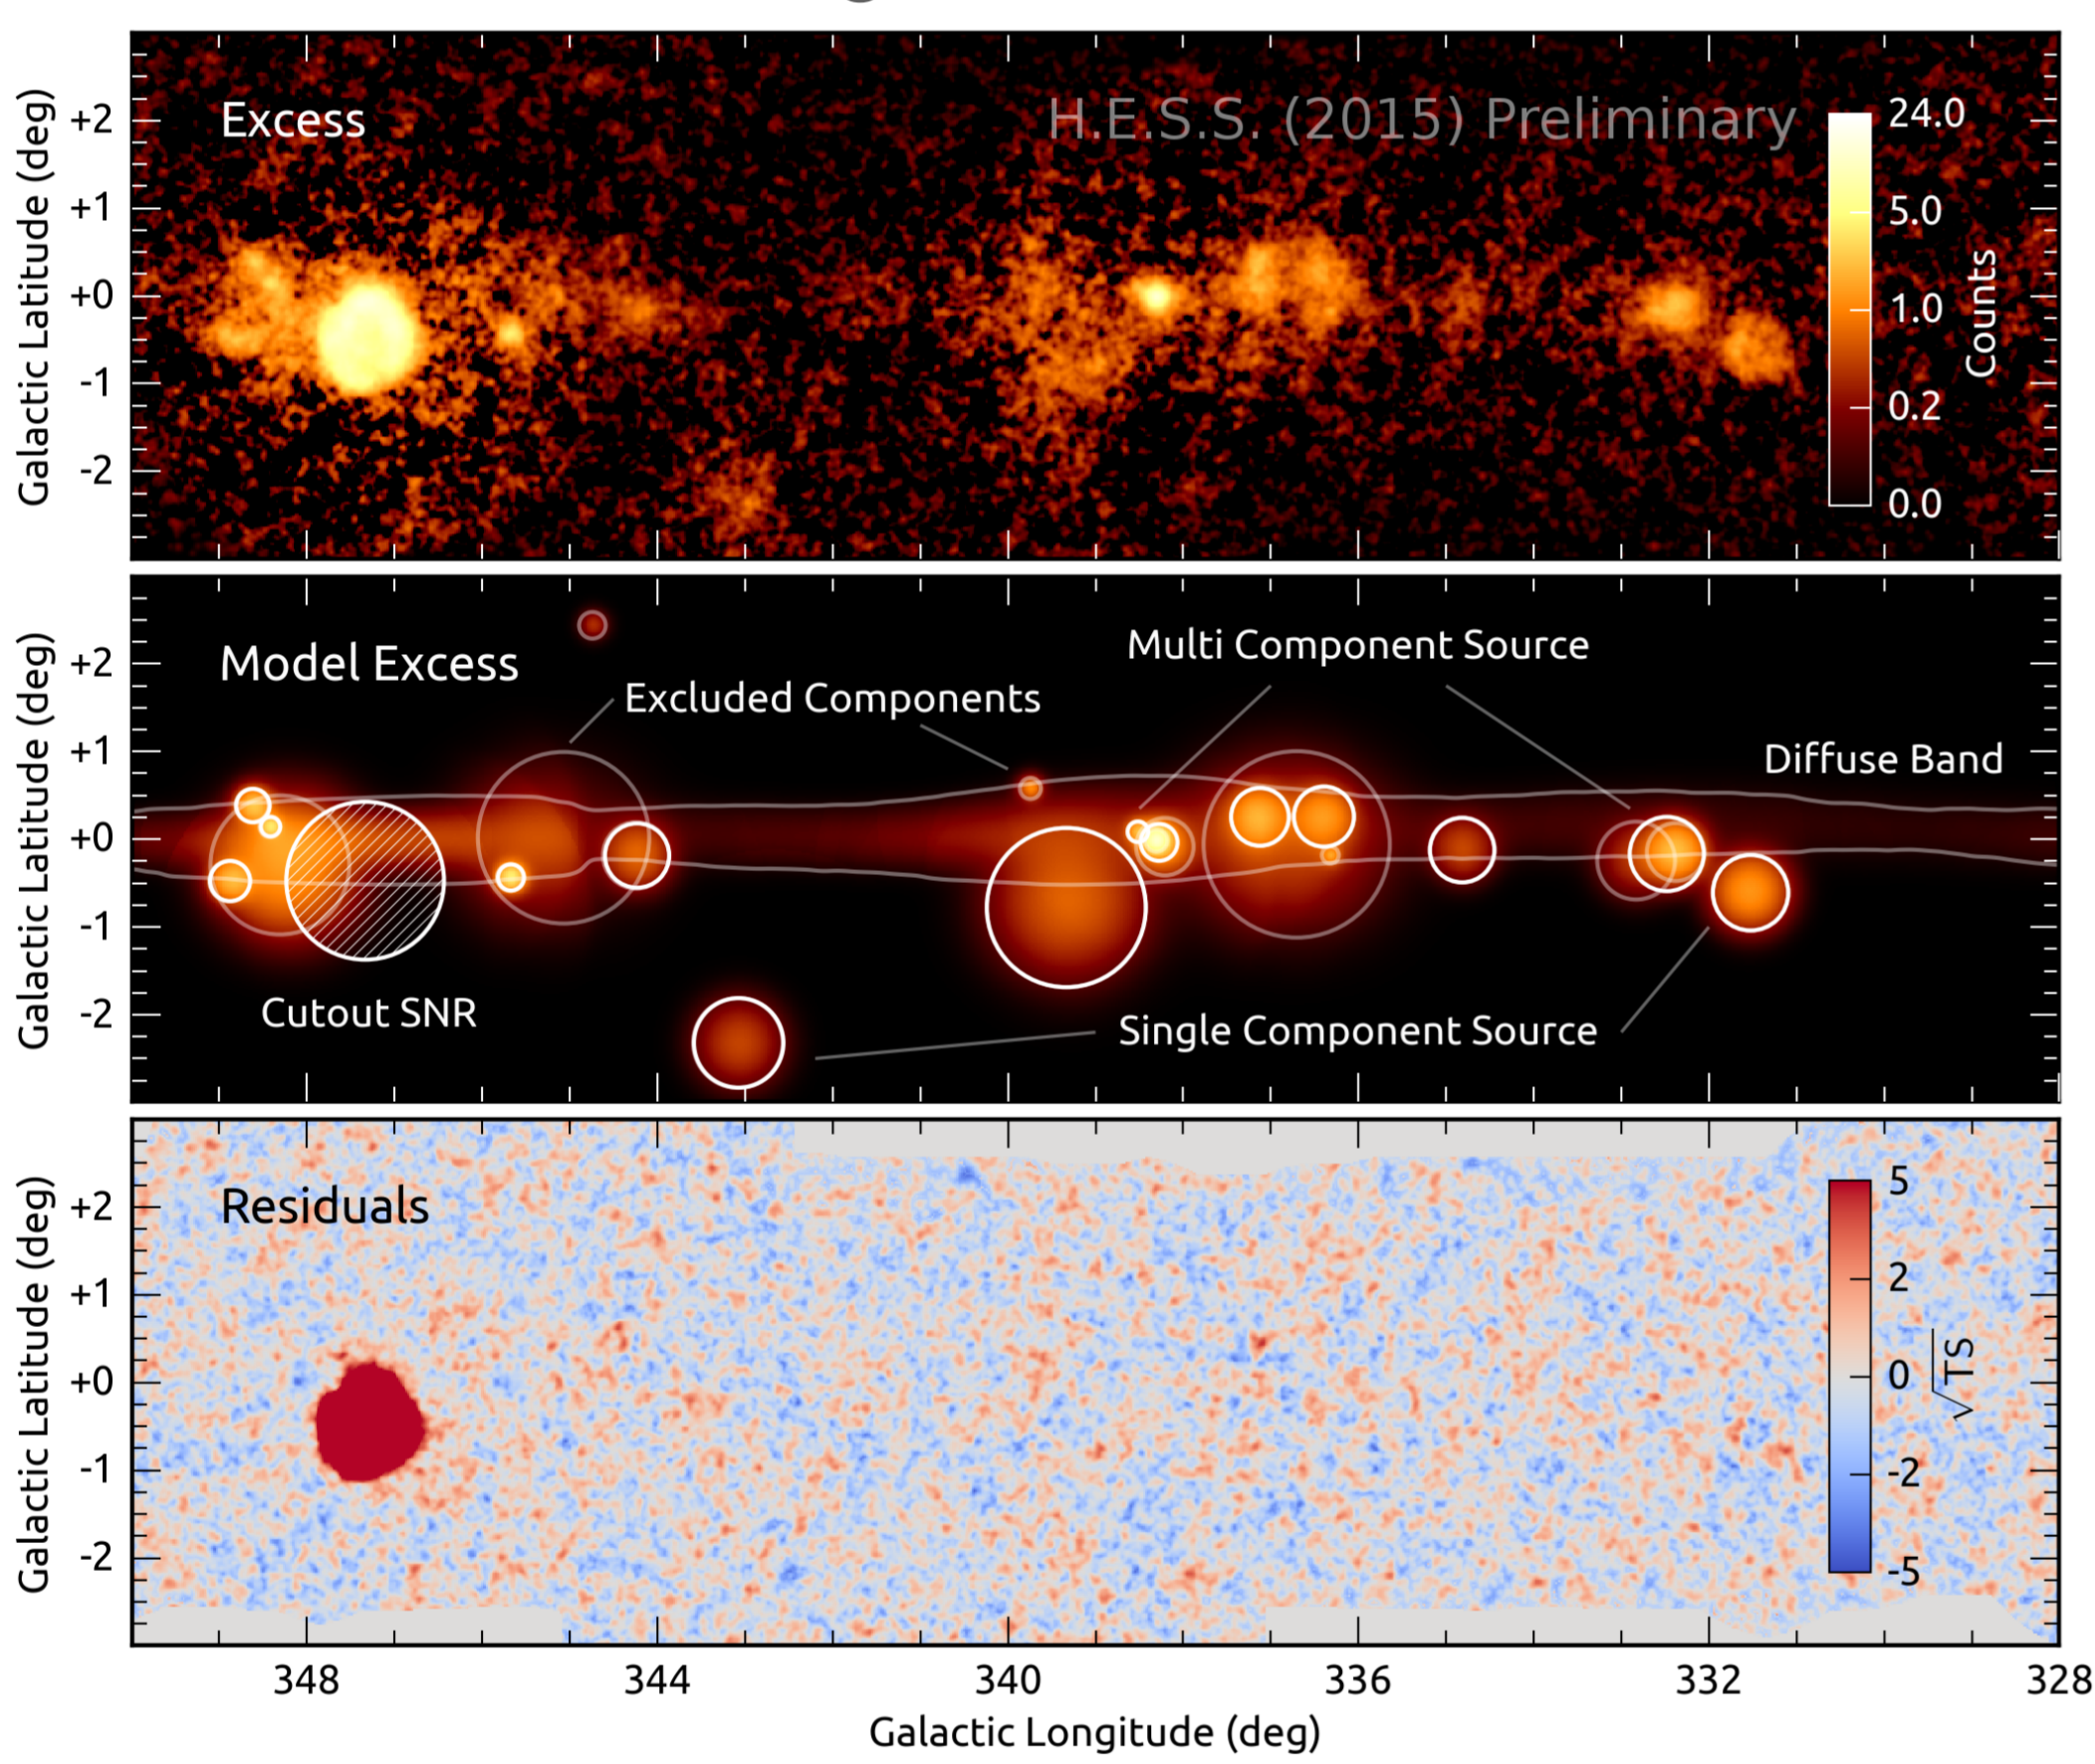 Excess
H.E.S.S. (2015) Preliminary
Galactic Latitude (deg)
+2
+1
+0
-1
-2
24.0
5.0
1.0
0.2
0.0
Counts
Model Excess
Excluded Components
Multi Component Source
Diffuse Band
Cutout SNR
Single Component Source
Galactic Latitude (deg)
+2
+1
+0
-1
-2
Residuals
Galactic Latitude (deg)
+2
+1
+0
-1
-2
5
2
0
-2
-5
√TS
348 344 340 336 332 328
Galactic Longitude (deg)